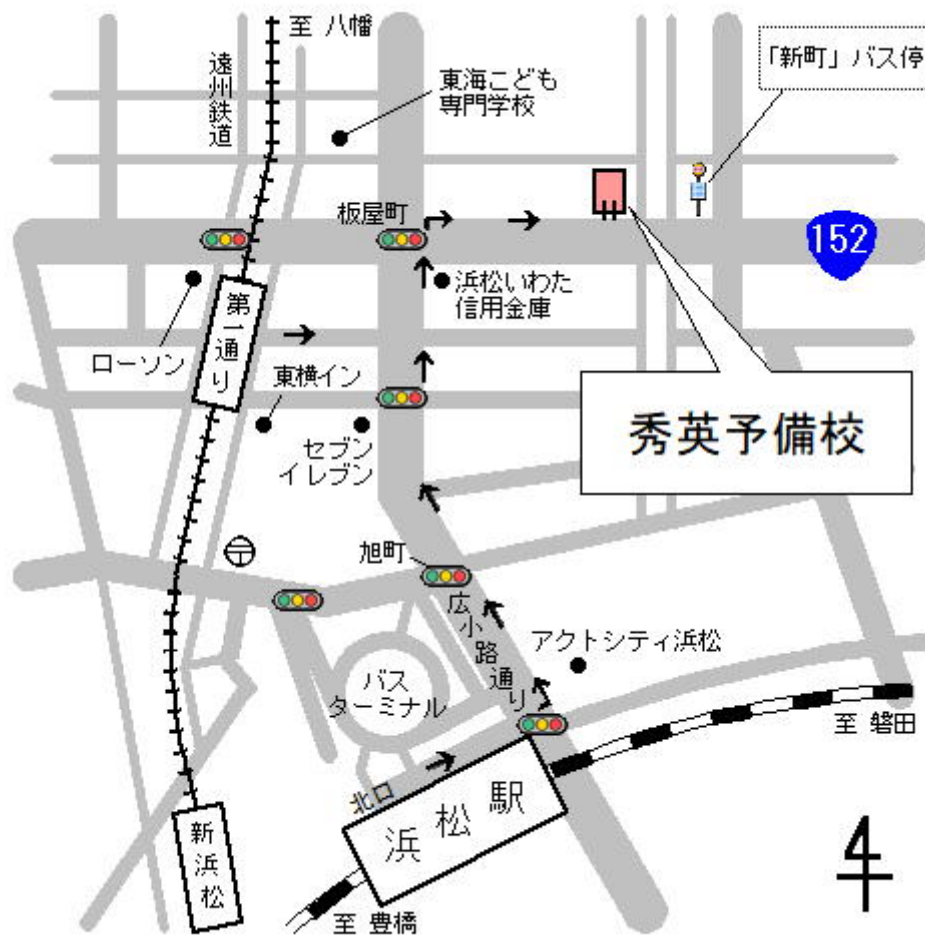 至 八幡
遠州鉄道
東海こども
専門学校
「新町」バス停
板屋町
152
浜松いわた
信用金庫
ローソン
第一通り
東横イン
セブン
イレブン
秀英予備校
旭町
広小路通り
アクトシティ浜松
バス
ターミナル
至 磐田
北口
浜松駅
新浜松
至 豊橋